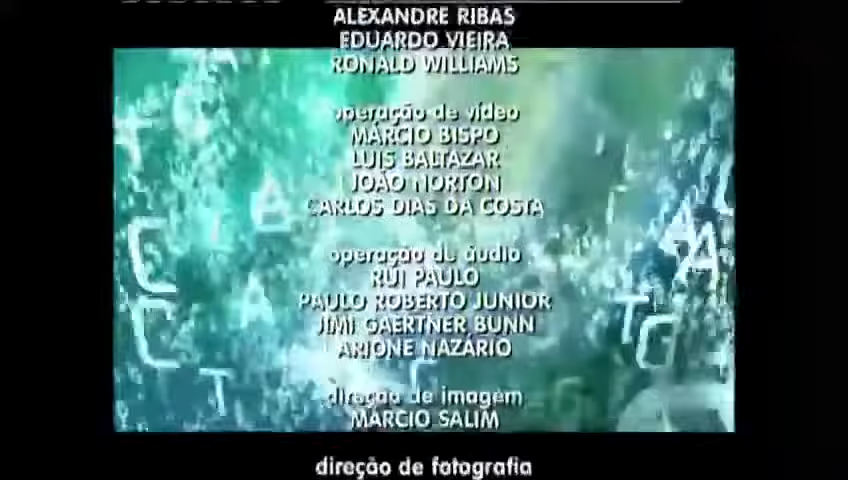 ALEXANDRE RIBAS
EDUARDO VIEIRA
RONALD WILLIAMS
operação de vídeo
MÁRCIO BISPO
LUIS BALTAZAR
JOÃO NORTON
CARLOS DIAS DA COSTA
operação de áudio
RUI PAULO
PAULO ROBERTO JUNIOR
JIMI GAERTNER BUNN
ARIONE NAZÁRIO
direção de imagem
MÁRCIO SALIM
direção de fotografia